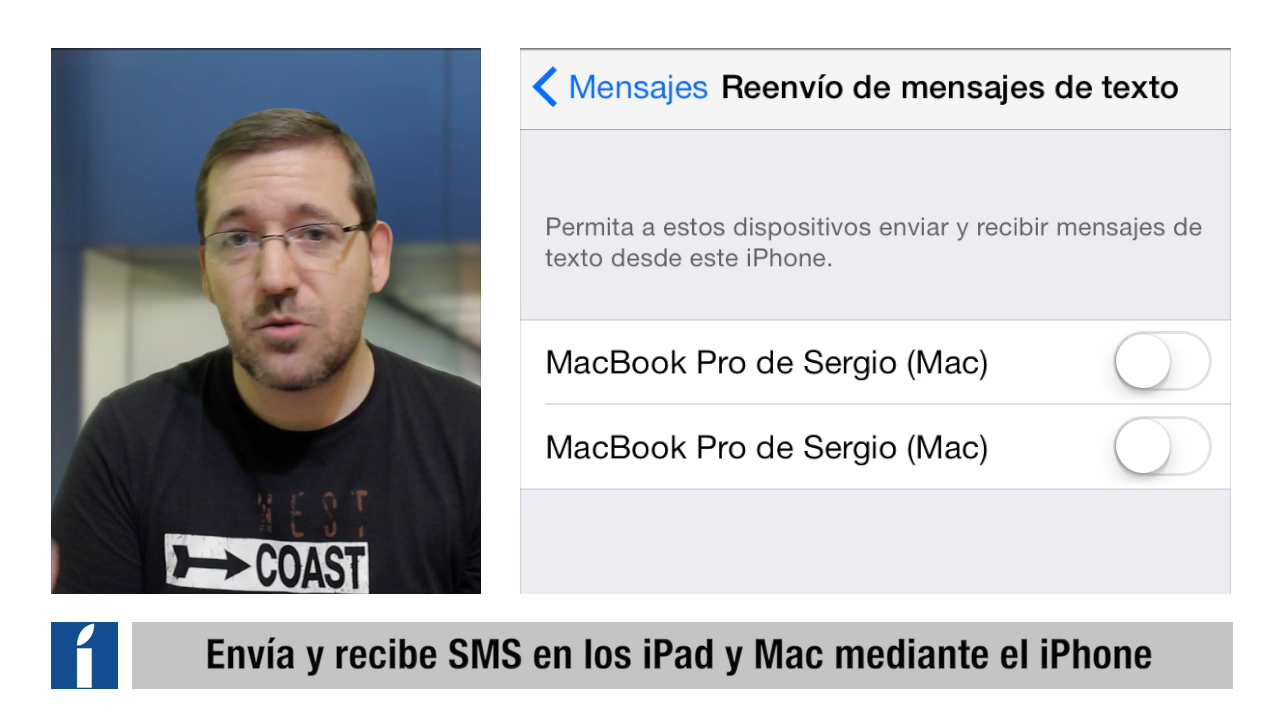 Mensajes Reenvío de mensajes de texto
Permita a estos dispositivos enviar y recibir mensajes de
texto desde este iPhone.
MacBook Pro de Sergio (Mac)
MacBook Pro de Sergio (Mac)
WEST
COAST
Envía y recibe SMS en los iPad y Mac mediante el iPhone